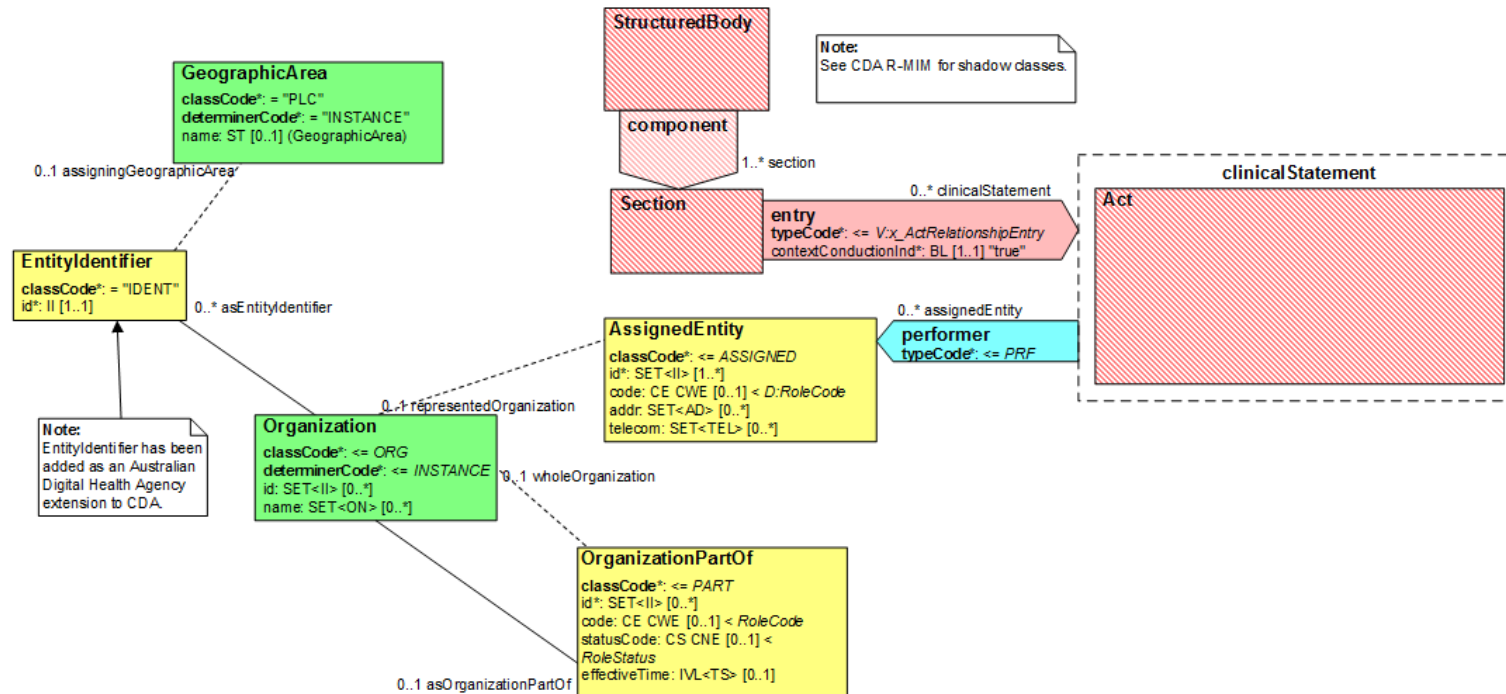 StructuredBody
Note:
See CDA R-MIM for shadow classes.
GeographicArea
classCode*: = "PLC"
determinerCode*: = "INSTANCE"
name: ST [0..1] (GeographicArea)
component
1..* section
0..1 assigningGeographicArea
clinicalStatement
0..* clinicalStatement
Section
entry
typeCode*: <= V:x_ActRelationshipEntry
contextConductionInd*: BL [1..1] "true"
Act
EntityIdentifier
classCode*: = "IDENT"
id*: II [1..1]
0..* asEntityIdentifier
0..* assignedEntity
AssignedEntity
classCode*: <= ASSIGNED
id*: SET<II> [1..*]
code: CE CWE [0..1] < D:RoleCode
addr: SET<AD> [0..*]
telecom: SET<TEL> [0..*]
performer
typeCode*: <= PRF
0..1 representedOrganization
Note:
EntityIdentifier has been
added as an Australian
Digital Health Agency
extension to CDA.
Organization
classCode*: <= ORG
determinerCode*: <= INSTANCE
id: SET<II> [0..*]
name: SET<ON> [0..*]
0..1 wholeOrganization
OrganizationPartOf
classCode*: <= PART
id*: SET<II> [0..*]
code: CE CWE [0..1] < RoleCode
statusCode: CS CNE [0..1] <
RoleStatus
effectiveTime: IVL<TS> [0..1]
0..1 asOrganizationPartOf